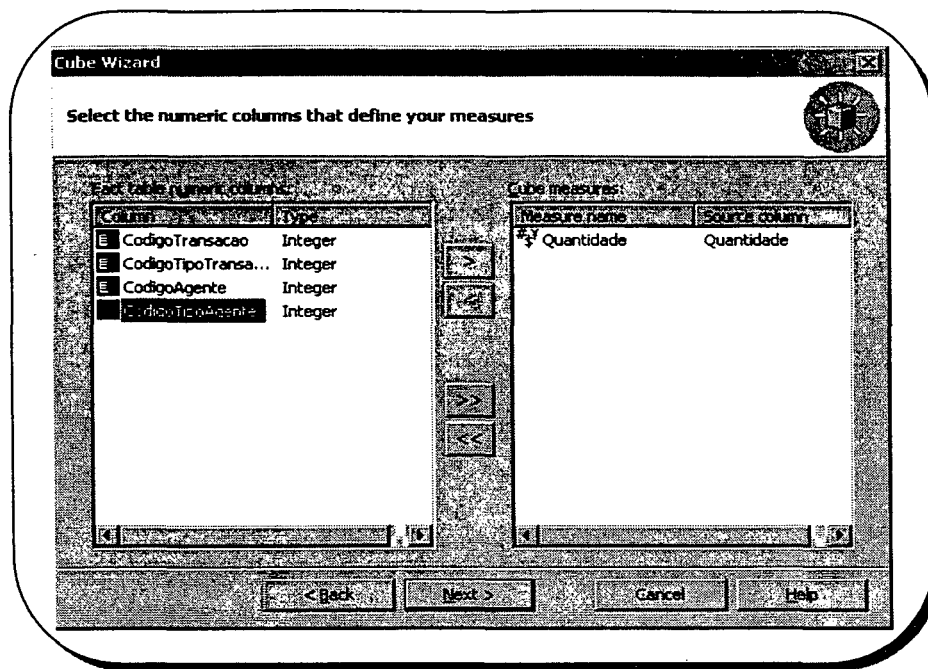 Cube Wizard
Select the numeric columns that define your measures
Fact table numeric columns:
Cube measures:
Column Type
Measure name Source column
CodigoTransacao Integer
Quantidade Quantidade
CodigoTipoTransa... Integer
CodigoAgente Integer
CodigoTipoAgente Integer
>
<
>>
<<
< Back Next > Cancel Help